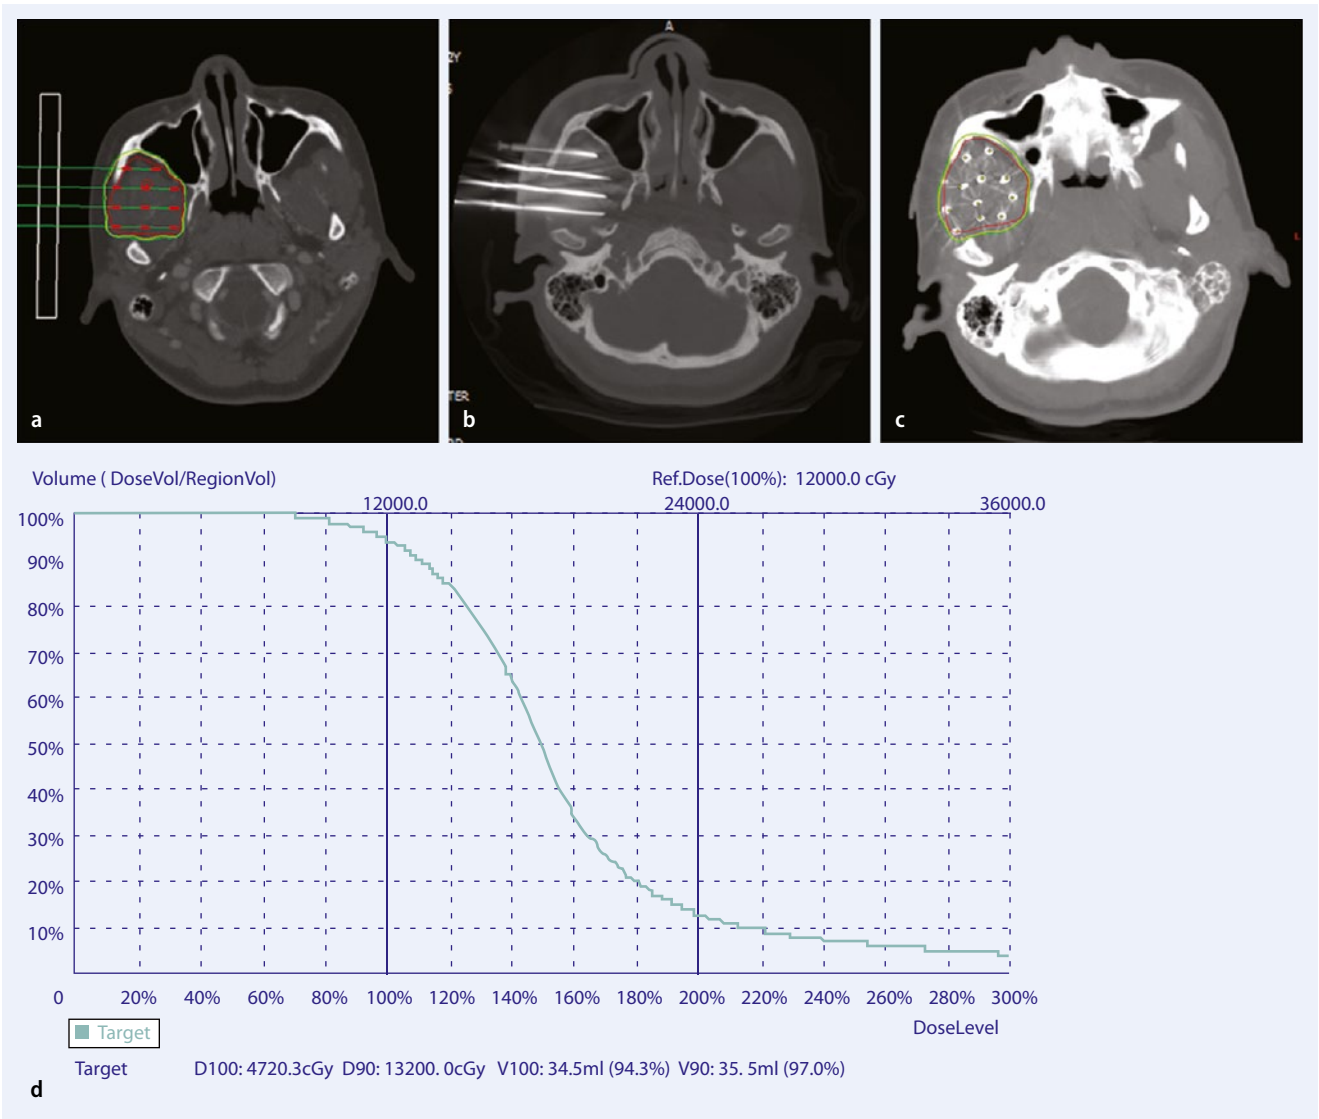 A
ZY
S
TER
L
a
b
c
Volume ( DoseVol/RegionVol)
Ref.Dose(100%): 12000.0 cGy
12000.0
24000.0
36000.0
100%
90%
80%
70%
60%
50%
40%
30%
20%
10%
0 20% 40% 60% 80% 100% 120% 140% 160% 180% 200% 220% 240% 260% 280% 300%
DoseLevel
Target
Target D100: 4720.3cGy D90: 13200. 0cGy V100: 34.5ml (94.3%) V90: 35. 5ml (97.0%)
d